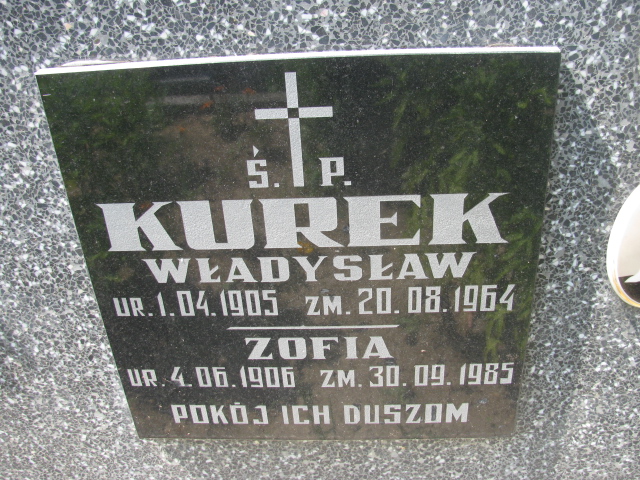 Ś. P.
KUREK
WŁADYSŁAW
UR. 1.04.1905 ZM. 20.08.1964
ZOFIA
UR. 4.06.1906 ZM. 30.09.1985
POKÓJ ICH DUSZOM